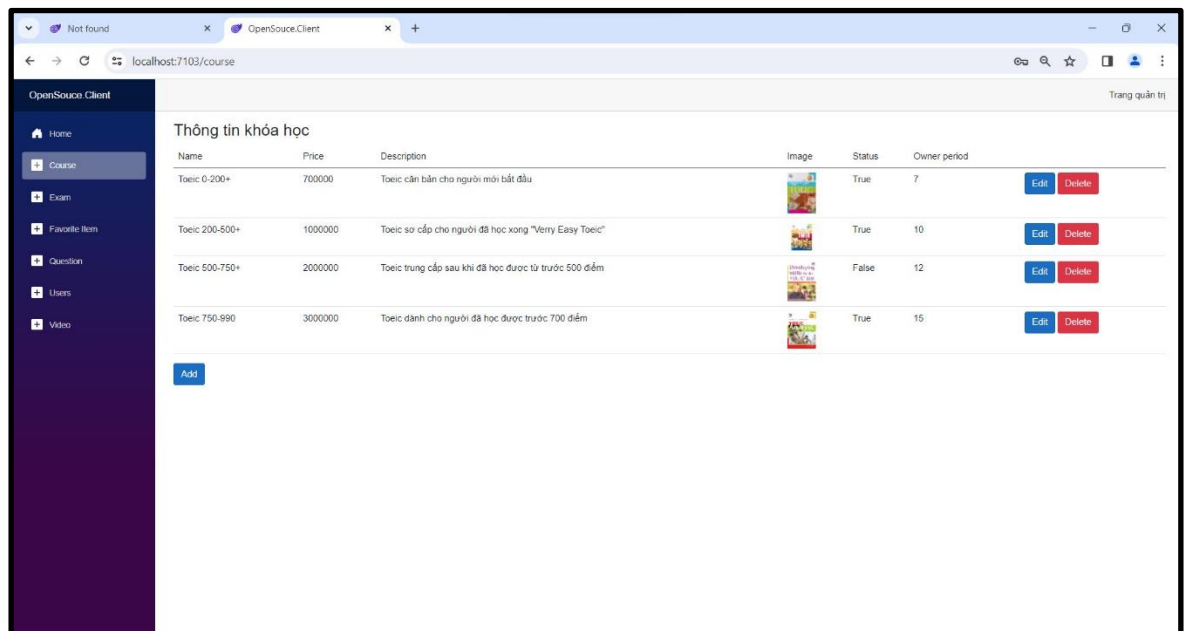 Not found
OpenSouce.Client
localhost:7103/course
OpenSouce.Client
Trang quản trị
Home
Course
Exam
Favorite Item
Question
Users
Video
Thông tin khóa học
Name Price Description Image Status Owner period
Toeic 0-200+ 700000 Toeic căn bản cho người mới bắt đầu True 7 Edit Delete
Toeic 200-500+ 1000000 Toeic sơ cấp cho người đã học xong "Verry Easy Toeic" True 10 Edit Delete
Toeic 500-750+ 2000000 Toeic trung cấp sau khi đã học được từ trước 500 điểm False 12 Edit Delete
Toeic 750-990 3000000 Toeic dành cho người đã học được trước 700 điểm True 15 Edit Delete
Add